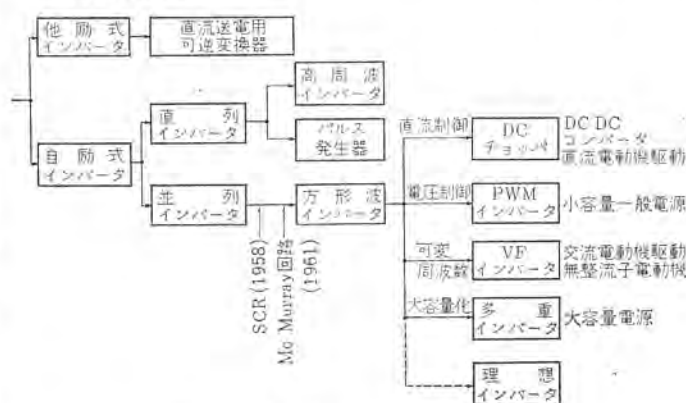 他励式
インバータ
直流送電用
可逆変換器
高周波
インバータ
直列
インバータ
パルス
発生器
自励式
インバータ
並列
インバータ
方形波
インバータ
SCR(1958)
Mc Murray回路
(1961)
直流制御
DC
チョッパ
DC DC
コンバータ
直流電動機駆動
電圧制御
PWM
インバータ
小容量一般電源
可変
周波数
VF
インバータ
交流電動機駆動
無整流子電動機
大容量化
多重
インバータ
大容量電源
理想
インバータ